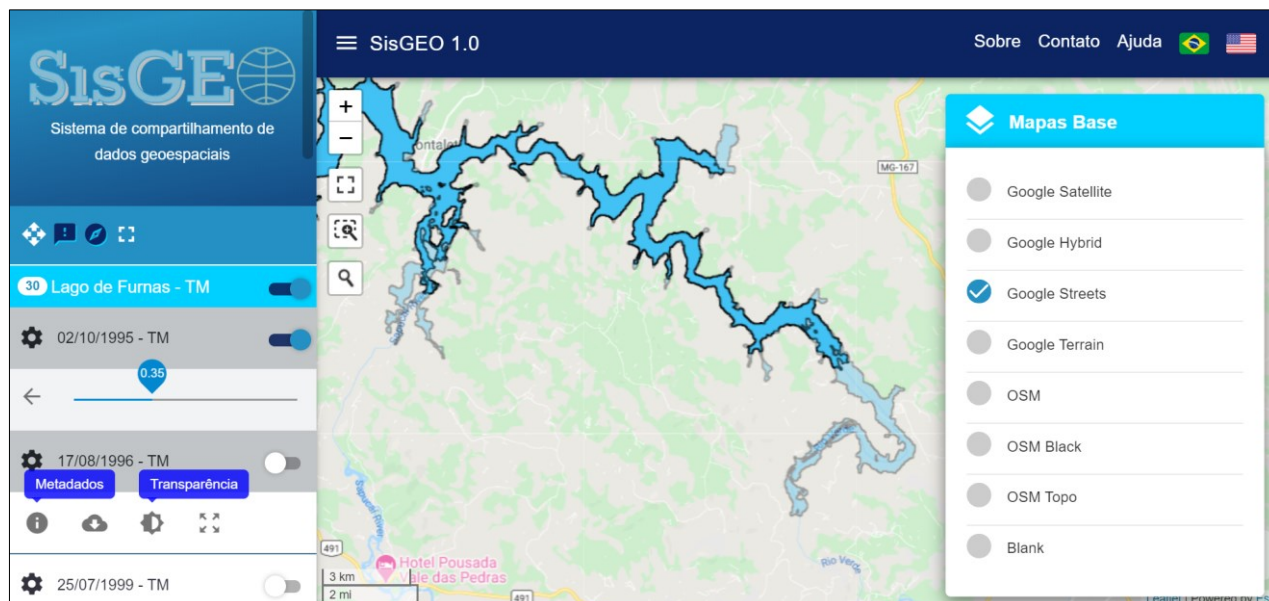 SisGEO
Sistema de compartilhamento de
dados geoespaciais
30 Lago de Furnas - TM
02/10/1995 - TM
0.35
17/08/1996 - TM
Metadados
Transparência
25/07/1999 - TM
SisGEO 1.0
Sobre Contato Ajuda
+
−
MG-167
491
Hotel Pousada
Vale das Pedras
Sapucaí River
Rio Verde
3 km
2 mi
491
Mapas Base
Google Satellite
Google Hybrid
Google Streets
Google Terrain
OSM
OSM Black
OSM Topo
Blank